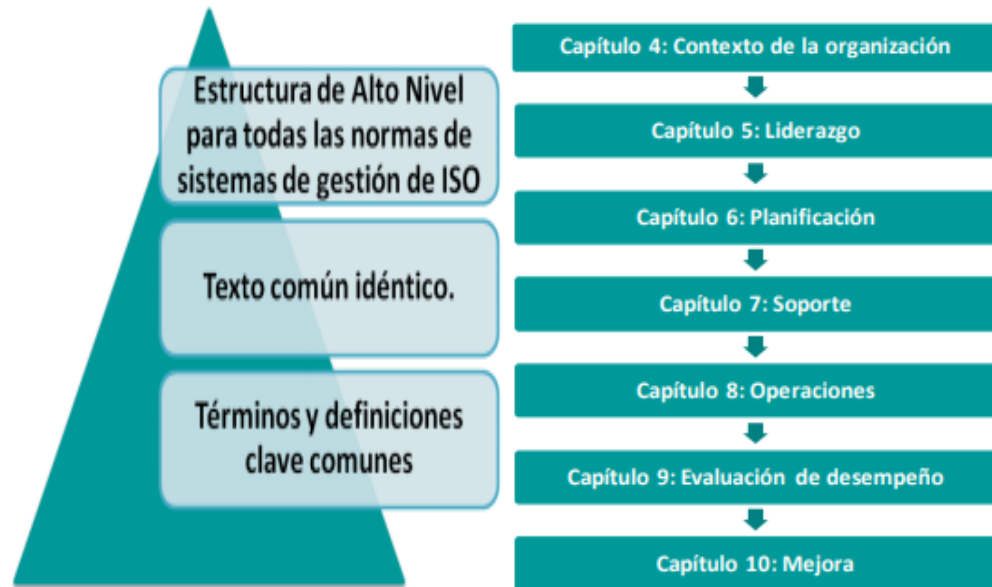 Estructura de Alto Nivel
para todas las normas de
sistemas de gestión de ISO
Texto común idéntico.
Términos y definiciones
clave comunes
Capítulo 4: Contexto de la organización
Capítulo 5: Liderazgo
Capítulo 6: Planificación
Capítulo 7: Soporte
Capítulo 8: Operaciones
Capítulo 9: Evaluación de desempeño
Capítulo 10: Mejora